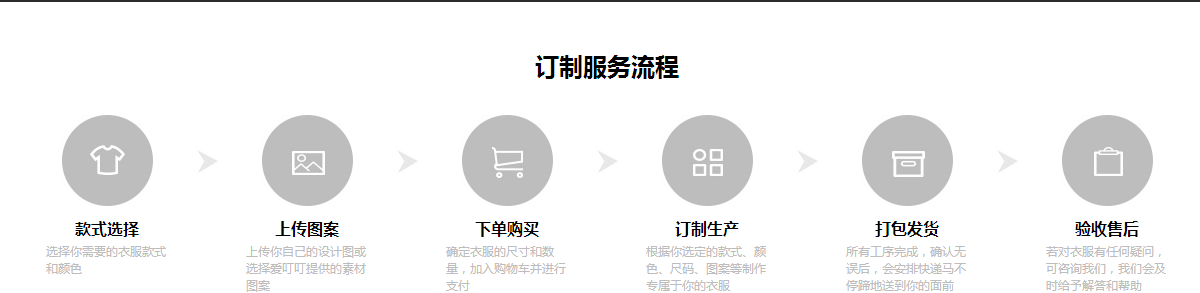 订制服务流程
款式选择
选择你需要的衣服款式
和颜色
上传图案
上传你自己的设计图或
选择爱叮叮提供的素材
图案
下单购买
确定衣服的尺寸和数
量，加入购物车并进行
支付
订制生产
根据你选定的款式、颜
色、尺码、图案等制作
专属于你的衣服
打包发货
所有工序完成，确认无
误后，会安排快递马不
停蹄地送到你的面前
验收售后
若对衣服有任何疑问，
可咨询我们，我们会及
时给予解答和帮助